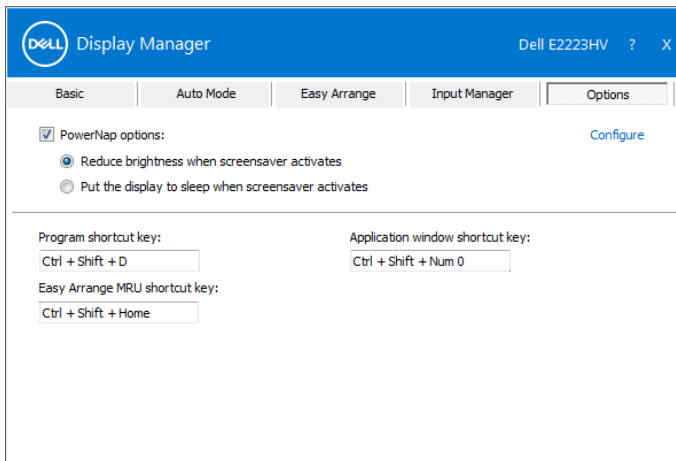 DELL Display Manager Dell E2223HV ? X
Basic Auto Mode Easy Arrange Input Manager Options
PowerNap options: Configure
Reduce brightness when screensaver activates
Put the display to sleep when screensaver activates
Program shortcut key: Application window shortcut key:
Ctrl + Shift + D Ctrl + Shift + Num 0
Easy Arrange MRU shortcut key:
Ctrl + Shift + Home